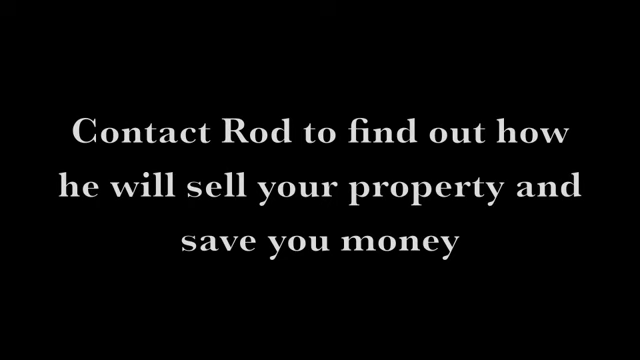 Contact Rod to find out how
he will sell your property and
save you money